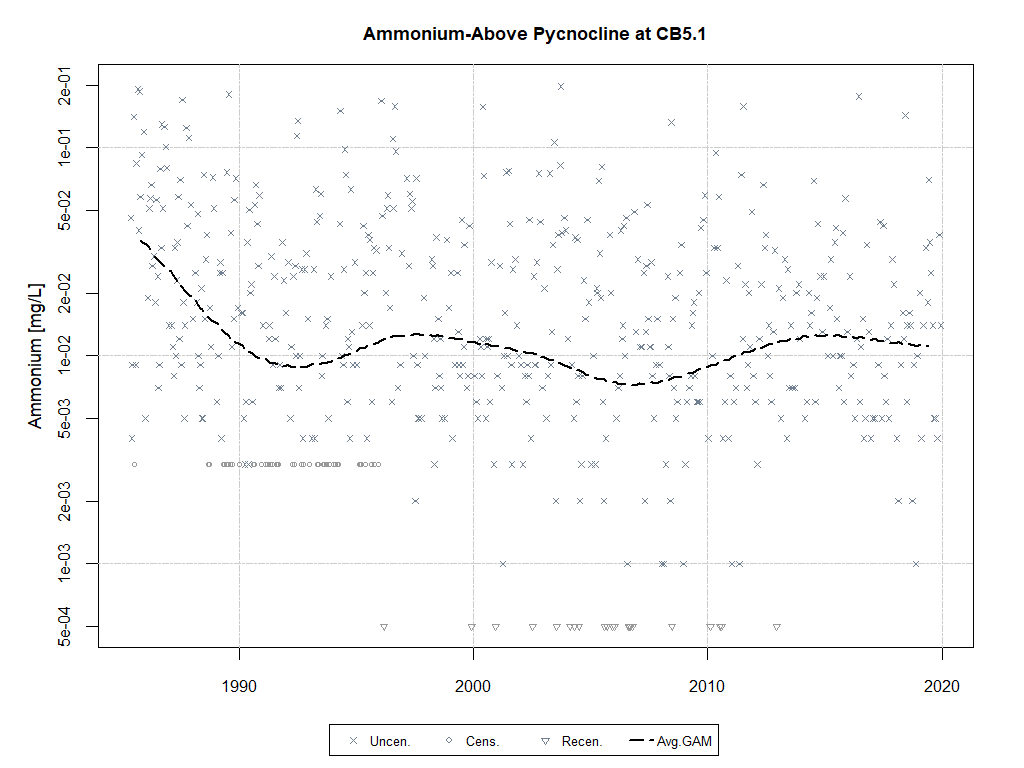 Ammonium-Above Pycnocline at CB5.1
Ammonium [mg/L]
2e-01
1e-01
5e-02
2e-02
1e-02
5e-03
2e-03
1e-03
5e-04
1990 2000 2010 2020
Uncen. Cens. Recen. Avg.GAM